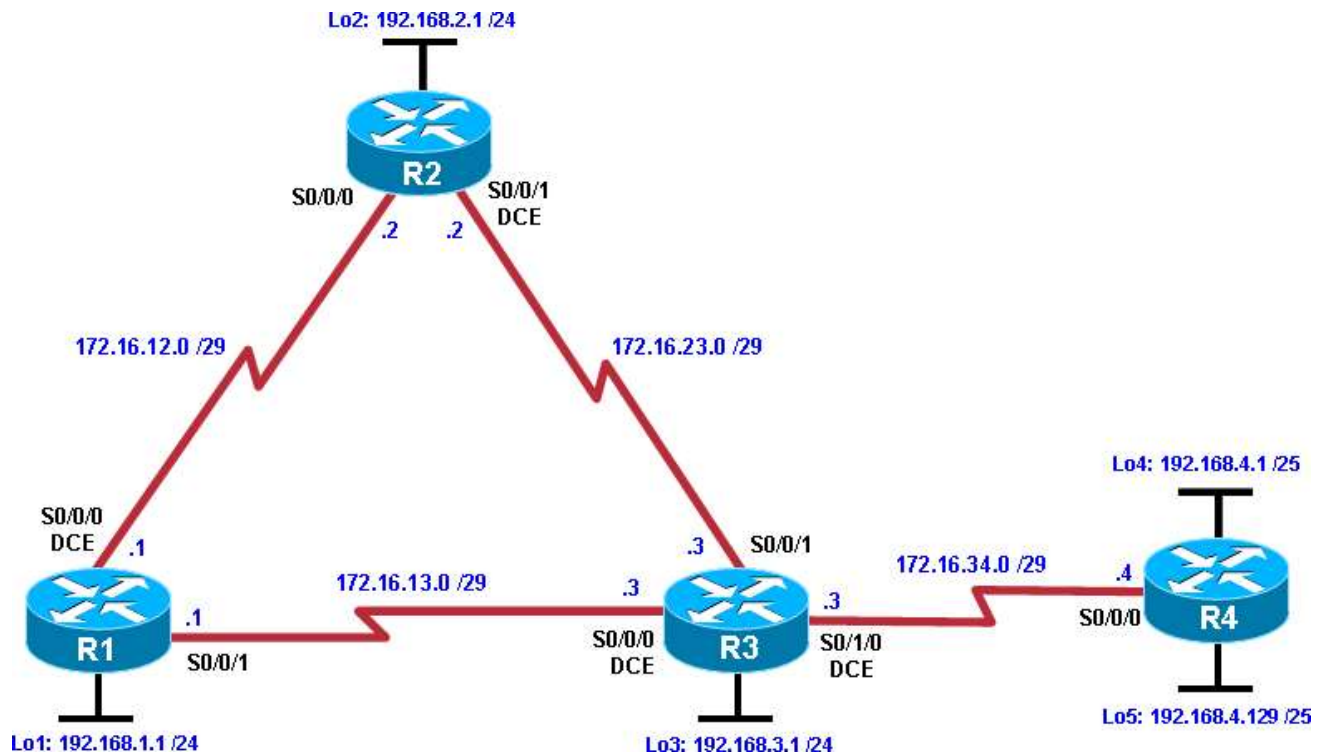 Lo2: 192.168.2.1 /24
R2
S0/0/0
S0/0/1
DCE
.2
.2
172.16.12.0 /29
172.16.23.0 /29
Lo4: 192.168.4.1 /25
S0/0/0
DCE
.1
.3
S0/0/1
172.16.13.0 /29
172.16.34.0 /29
.1
.3
.3
.4
R1
S0/0/1
S0/0/0
DCE
R3
S0/1/0
DCE
S0/0/0
R4
Lo1: 192.168.1.1 /24
Lo3: 192.168.3.1 /24
Lo5: 192.168.4.129 /25